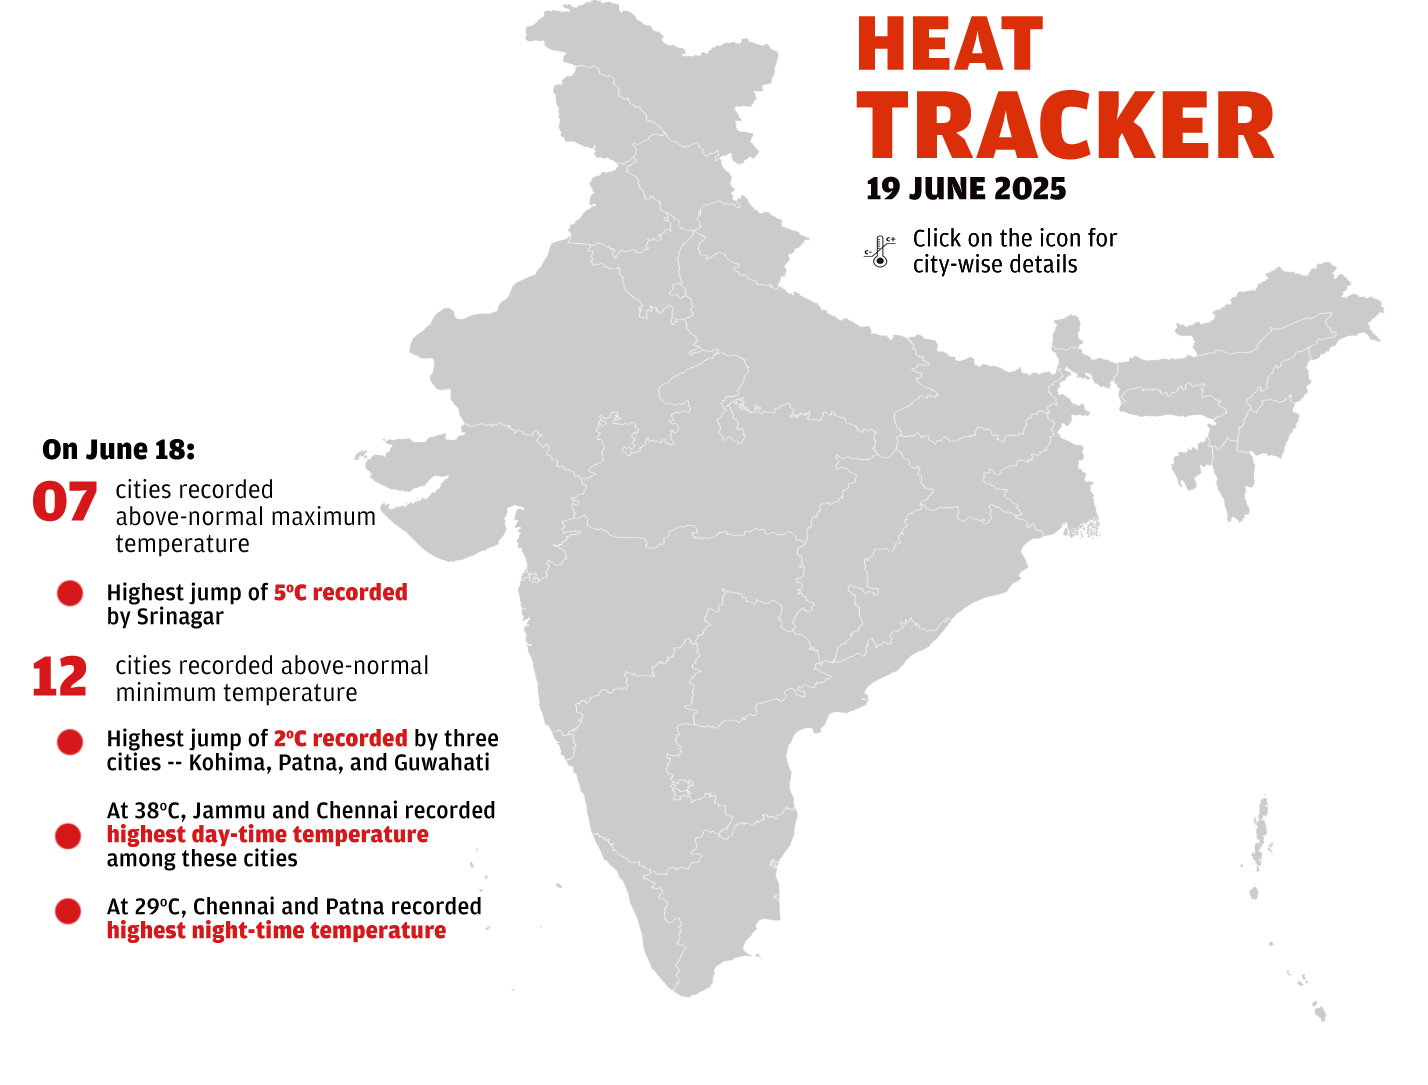 HEAT
TRACKER
19 JUNE 2025
c-
c+
Click on the icon for
city-wise details
On June 18:
07
cities recorded
above-normal maximum
temperature
Highest jump of 5ºC recorded
by Srinagar
12
cities recorded above-normal
minimum temperature
Highest jump of 2ºC recorded by three
cities -- Kohima, Patna, and Guwahati
At 38ºC, Jammu and Chennai recorded
highest day-time temperature
among these cities
At 29ºC, Chennai and Patna recorded
highest night-time temperature